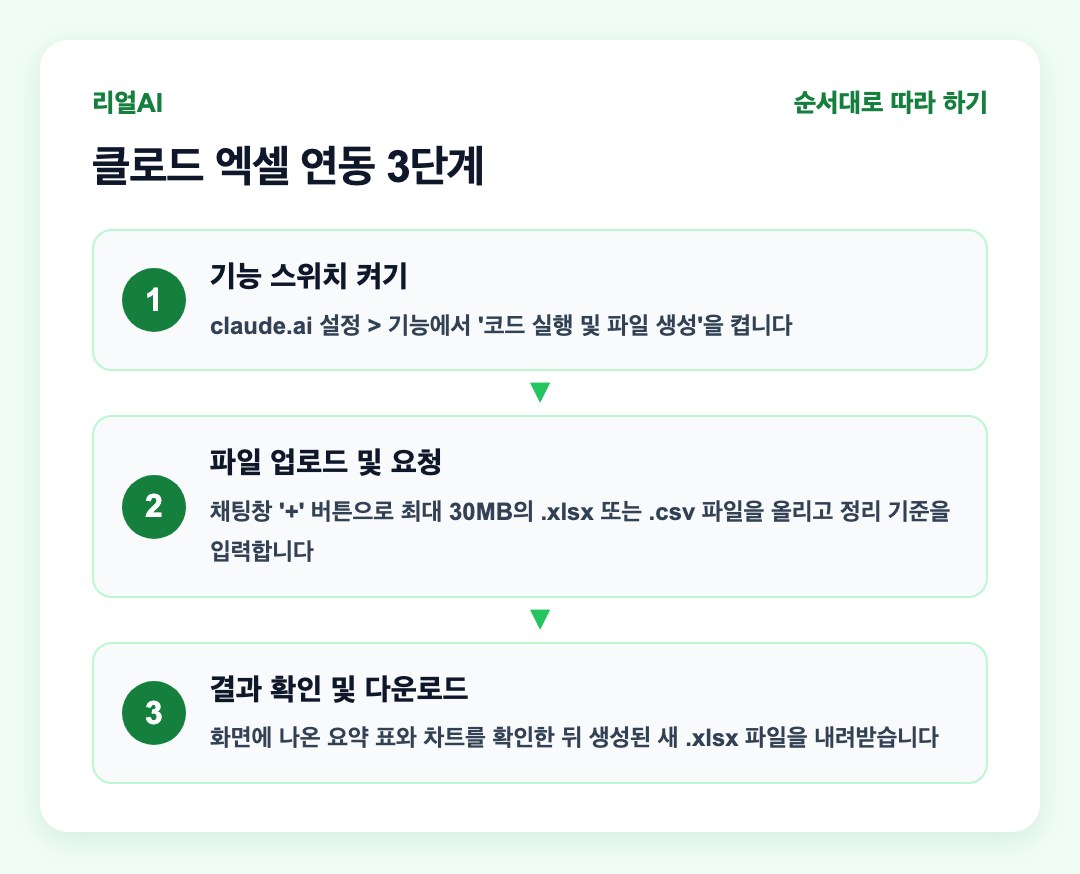 리얼AI
순서대로 따라 하기
클로드 엑셀 연동 3단계
1
기능 스위치 켜기
claude.ai 설정 > 기능에서 '코드 실행 및 파일 생성'을 켭니다
▼
2
파일 업로드 및 요청
채팅창 '+' 버튼으로 최대 30MB의 .xlsx 또는 .csv 파일을 올리고 정리 기준을
입력합니다
▼
3
결과 확인 및 다운로드
화면에 나온 요약 표와 차트를 확인한 뒤 생성된 새 .xlsx 파일을 내려받습니다